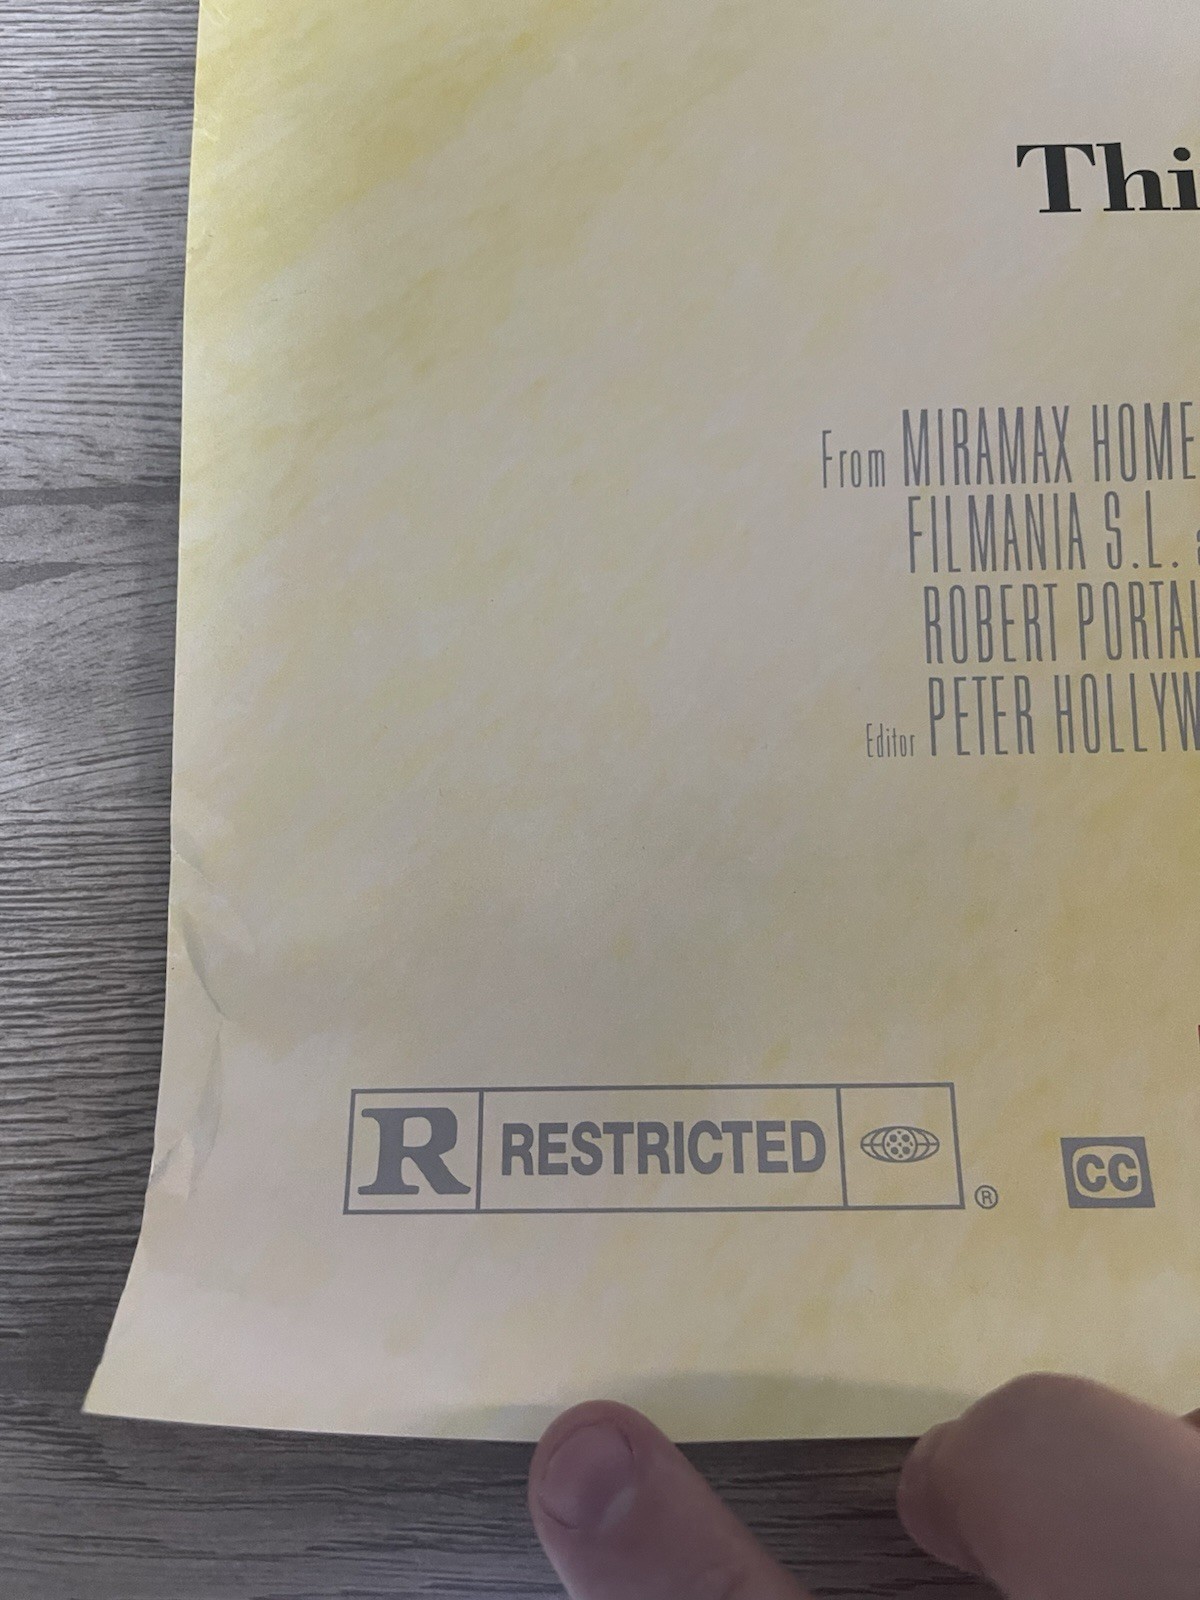 Thi
From MIRAMAX HOME
FILMANIA S.L.
ROBERT PORTAL
Editor PETER HOLLYW
R RESTRICTED ®
CC